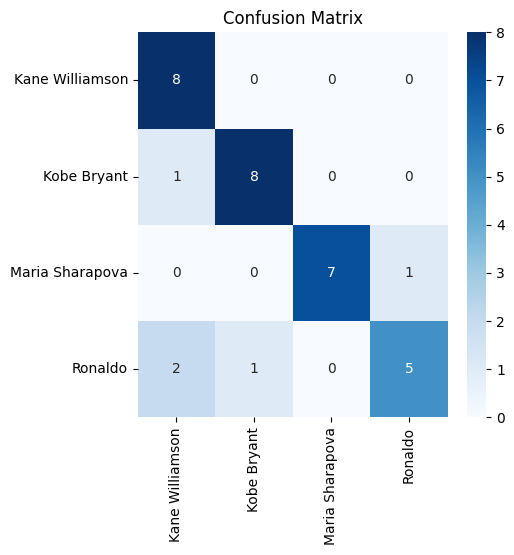 Confusion Matrix
Kane Williamson 8 0 0 0
Kobe Bryant 1 8 0 0
Maria Sharapova 0 0 7 1
Ronaldo 2 1 0 5
Kane Williamson
Kobe Bryant
Maria Sharapova
Ronaldo
8
7
6
5
4
3
2
1
0